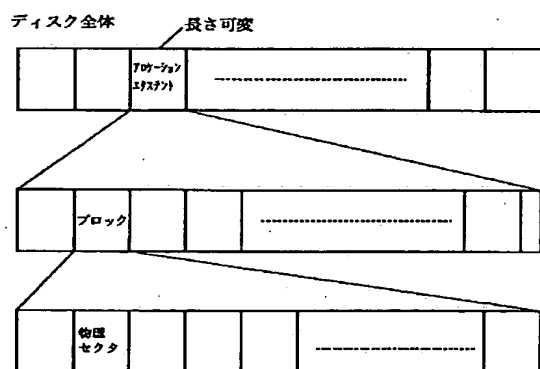 ディスク全体
長さ可変
アロケーション
エクステント
ブロック
物理
セクタ